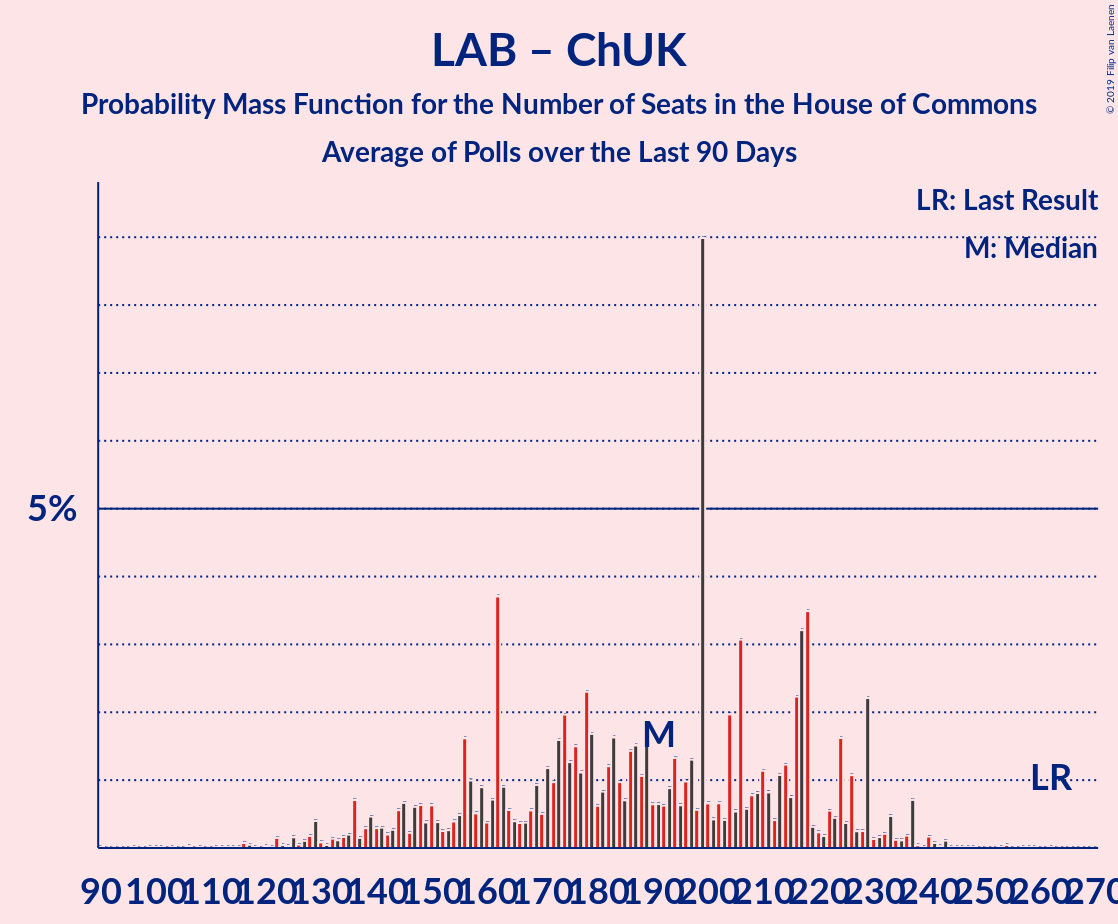 LAB – ChUK
Probability Mass Function for the Number of Seats in the House of Commons
Average of Polls over the Last 90 Days
© 2019 Filip van Laenen
LR: Last Result
M: Median
5%
M
LR
90 100 110 120 130 140 150 160 170 180 190 200 210 220 230 240 250 260 270